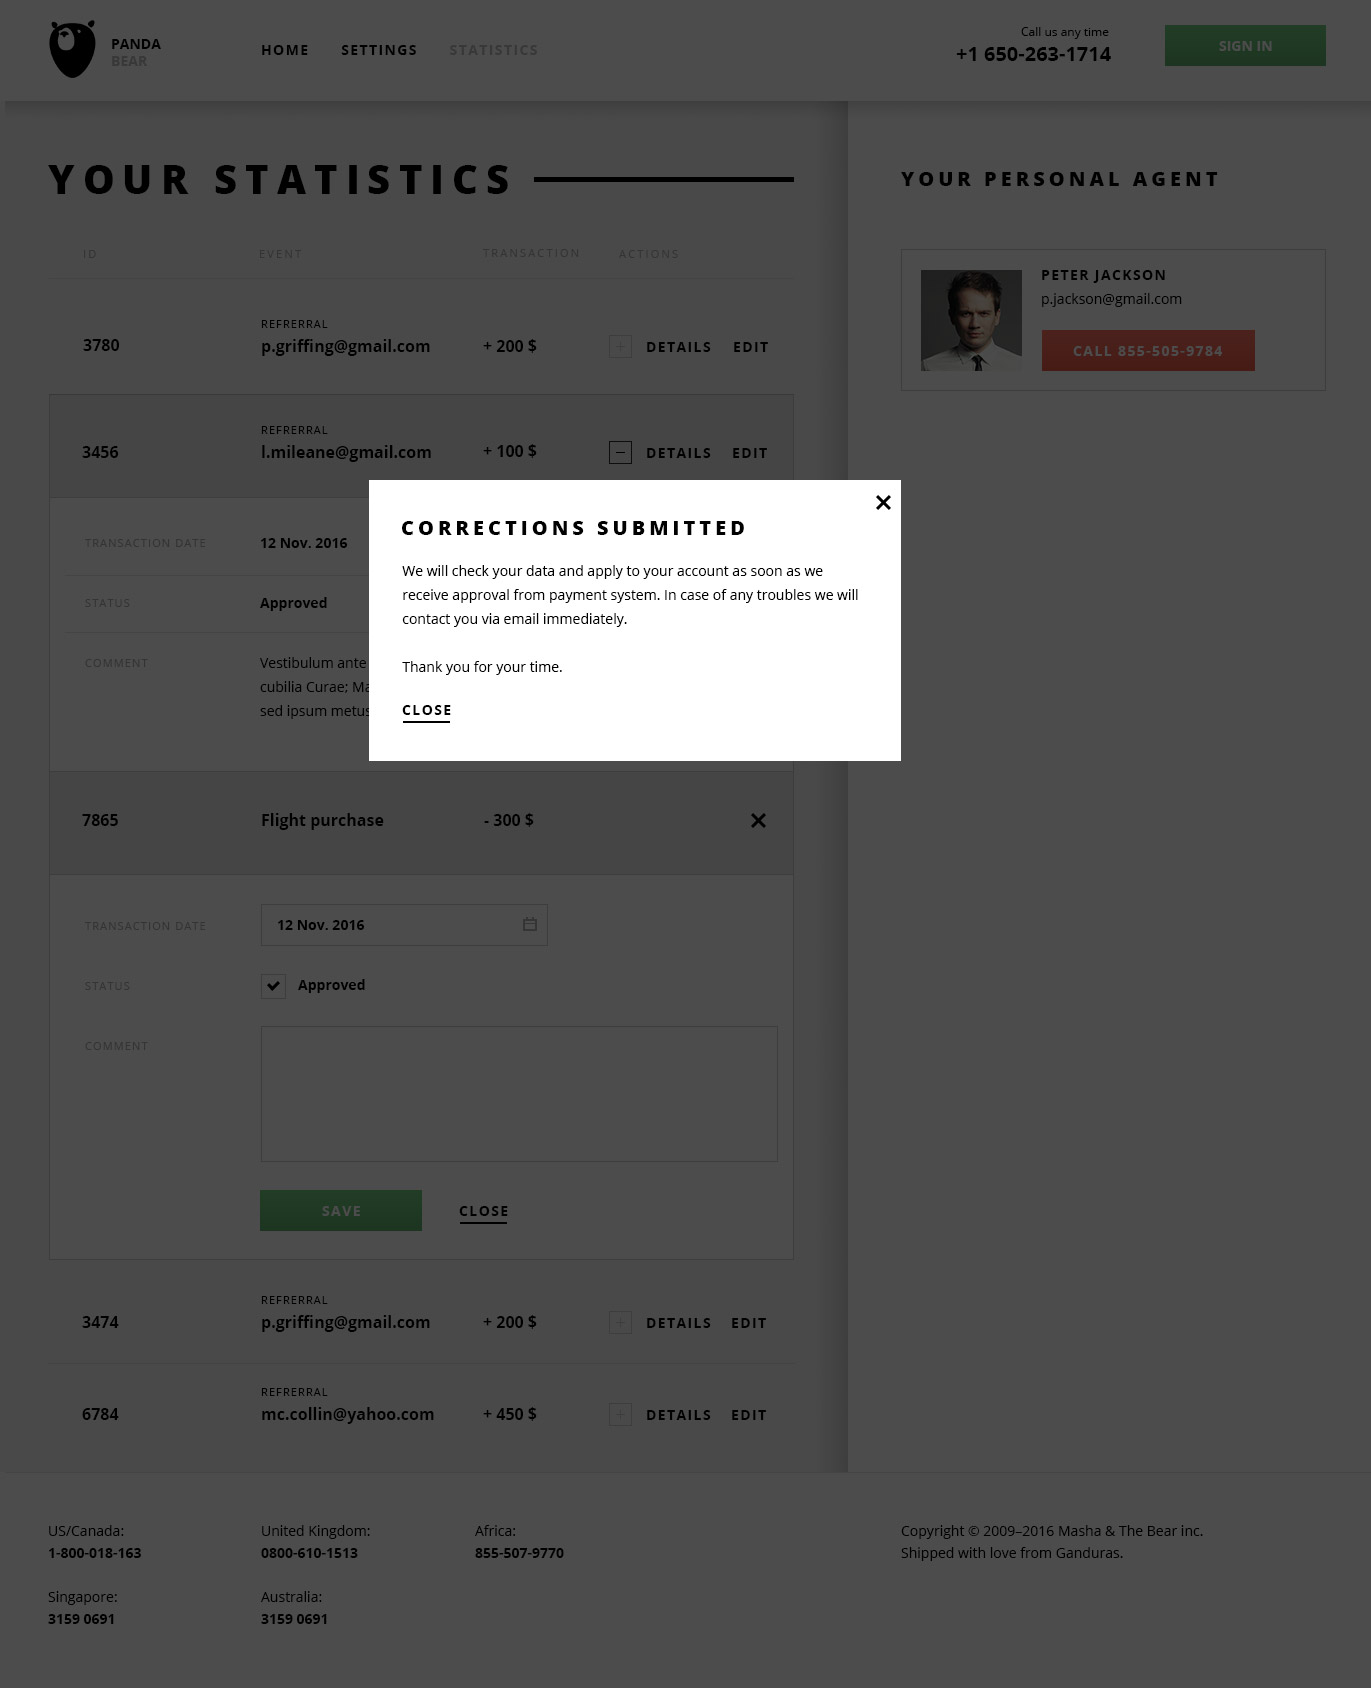 PANDA
BEAR
HOME SETTINGS STATISTICS
Call us any time
+1 650-263-1714
SIGN IN
YOUR STATISTICS
ID EVENT TRANSACTION ACTIONS
REFRERRAL
3780 p.griffing@gmail.com + 200 $ DETAILS EDIT
REFRERRAL
3456 l.mileane@gmail.com + 100 $ DETAILS EDIT
TRANSACTION DATE 12 Nov. 2016
STATUS Approved
COMMENT Vestibulum ante
cubilia Curae; Ma
sed ipsum metus
CORRECTIONS SUBMITTED
We will check your data and apply to your account as soon as we
receive approval from payment system. In case of any troubles we will
contact you via email immediately.
Thank you for your time.
CLOSE
7865 Flight purchase - 300 $
TRANSACTION DATE 12 Nov. 2016
STATUS Approved
COMMENT
SAVE CLOSE
REFRERRAL
3474 p.griffing@gmail.com + 200 $ DETAILS EDIT
REFRERRAL
6784 mc.collin@yahoo.com + 450 $ DETAILS EDIT
YOUR PERSONAL AGENT
PETER JACKSON
p.jackson@gmail.com
CALL 855-505-9784
US/Canada:
1-800-018-163
United Kingdom:
0800-610-1513
Africa:
855-507-9770
Singapore:
3159 0691
Australia:
3159 0691
Copyright © 2009–2016 Masha & The Bear inc.
Shipped with love from Ganduras.